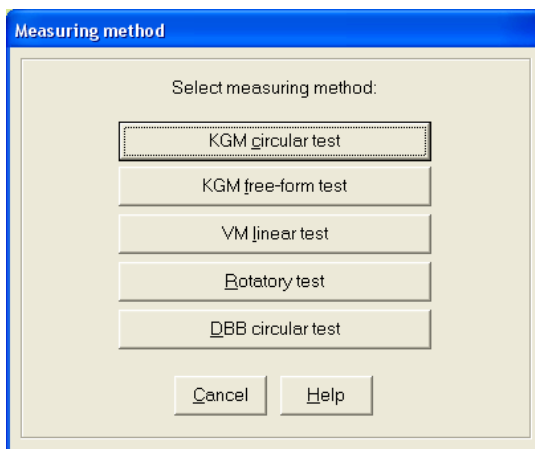 Measuring method
Select measuring method:
KGM circular test
KGM free-form test
VM linear test
Rotatory test
DBB circular test
Cancel Help